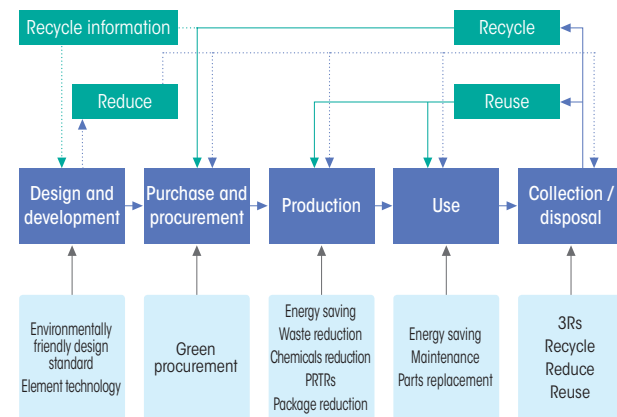 Recycle information
Recycle
Reduce
Reuse
Design and
development
Purchase and
procurement
Production
Use
Collection /
disposal
Environmentally
friendly design
standard
Element technology
Green
procurement
Energy saving
Waste reduction
Chemicals reduction
PRTRs
Package reduction
Energy saving
Maintenance
Parts replacement
3Rs
Recycle
Reduce
Reuse